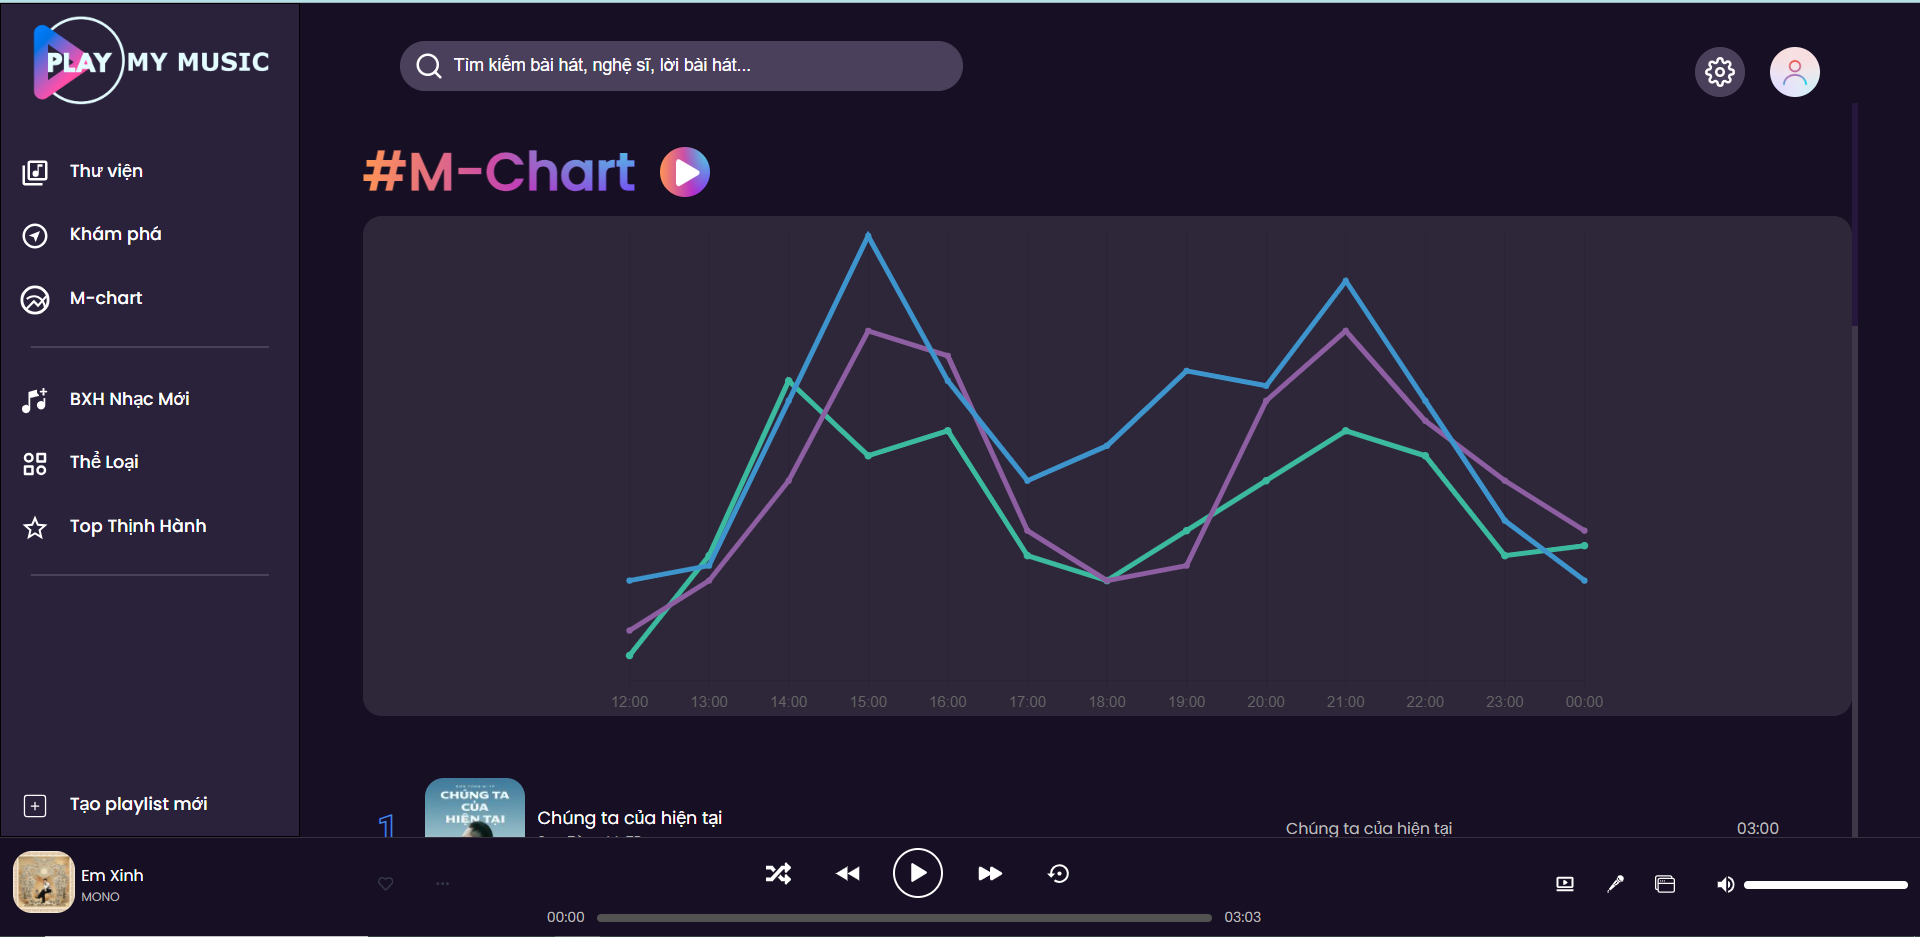 PLAY MY MUSIC
Tìm kiếm bài hát, nghệ sĩ, lời bài hát...
Thư viện
Khám phá
M-chart
BXH Nhạc Mới
Thể Loại
Top Thịnh Hành
Tạo playlist mới
#M-Chart
12:00 13:00 14:00 15:00 16:00 17:00 18:00 19:00 20:00 21:00 22:00 23:00 00:00
1
CHÚNG TA
CỦA
HIỆN TẠI
Chúng ta của hiện tại
Chúng ta của hiện tại
03:00
Em Xinh
MONO
00:00
03:03